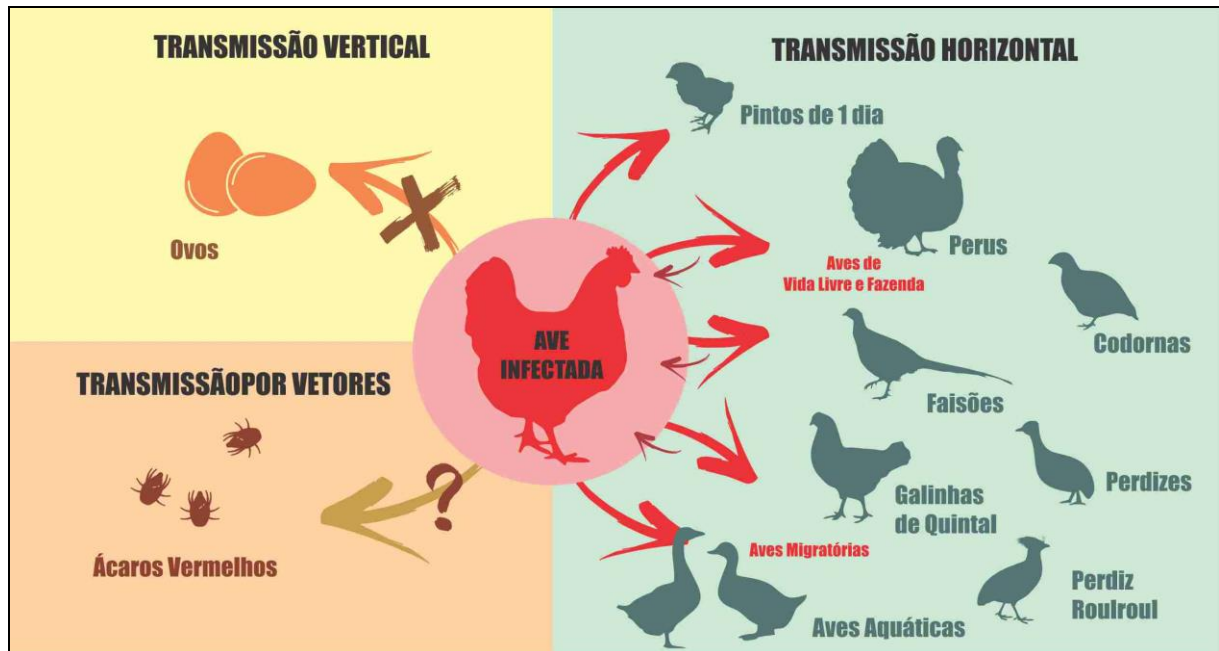 TRANSMISSÃO VERTICAL
Ovos
TRANSMISSÃOPOR VETORES
?
Ácaros Vermelhos
AVE
INFECTADA
TRANSMISSÃO HORIZONTAL
Pintos de 1 dia
Perus
Aves de
Vida Livre e Fazenda
Codornas
Faisões
Perdizes
Galinhas
de Quintal
Aves Migratórias
Perdiz
Roulroul
Aves Aquáticas